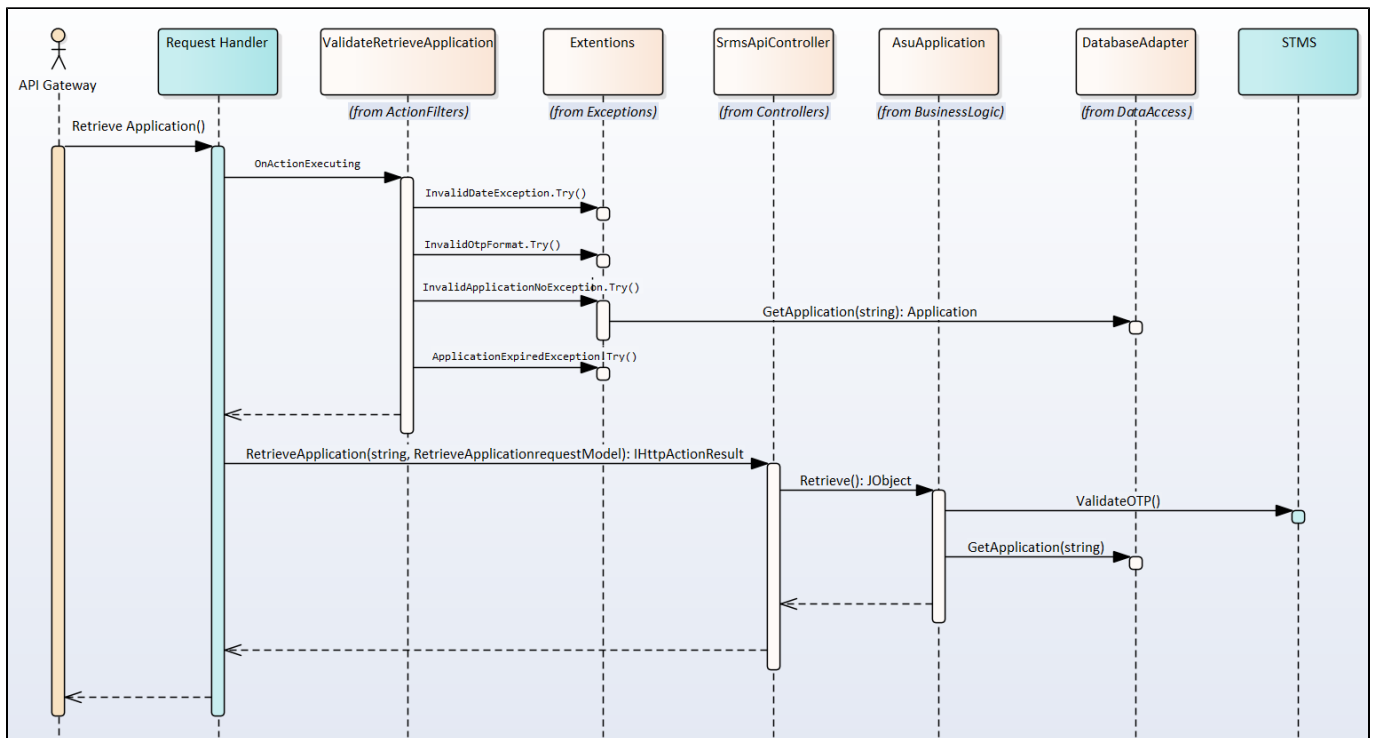 Request Handler
ValidateRetrieveApplication
Extentions
SrmsApiController
AsuApplication
DatabaseAdapter
STMS
API Gateway
(from ActionFilters)
(from Exceptions)
(from Controllers)
(from BusinessLogic)
(from DataAccess)
Retrieve Application()
OnActionExecuting
InvalidDateException.Try()
InvalidOtpFormat.Try()
InvalidApplicationNoException.Try()
GetApplication(string): Application
ApplicationExpiredException.Try()
RetrieveApplication(string, RetrieveApplicationrequestModel): IHttpActionResult
Retrieve(): JObject
ValidateOTP()
GetApplication(string)